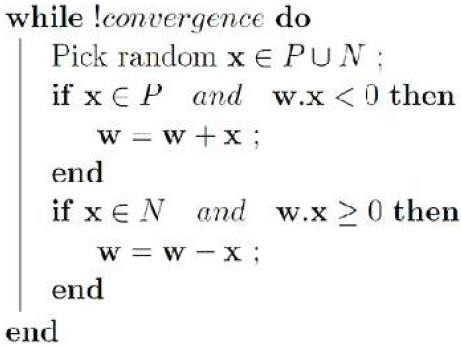 while !convergence do
Pick random x ∈ P ∪ N ;
if x ∈ P and w.x < 0 then
w = w + x ;
end
if x ∈ N and w.x ≥ 0 then
w = w − x ;
end
end